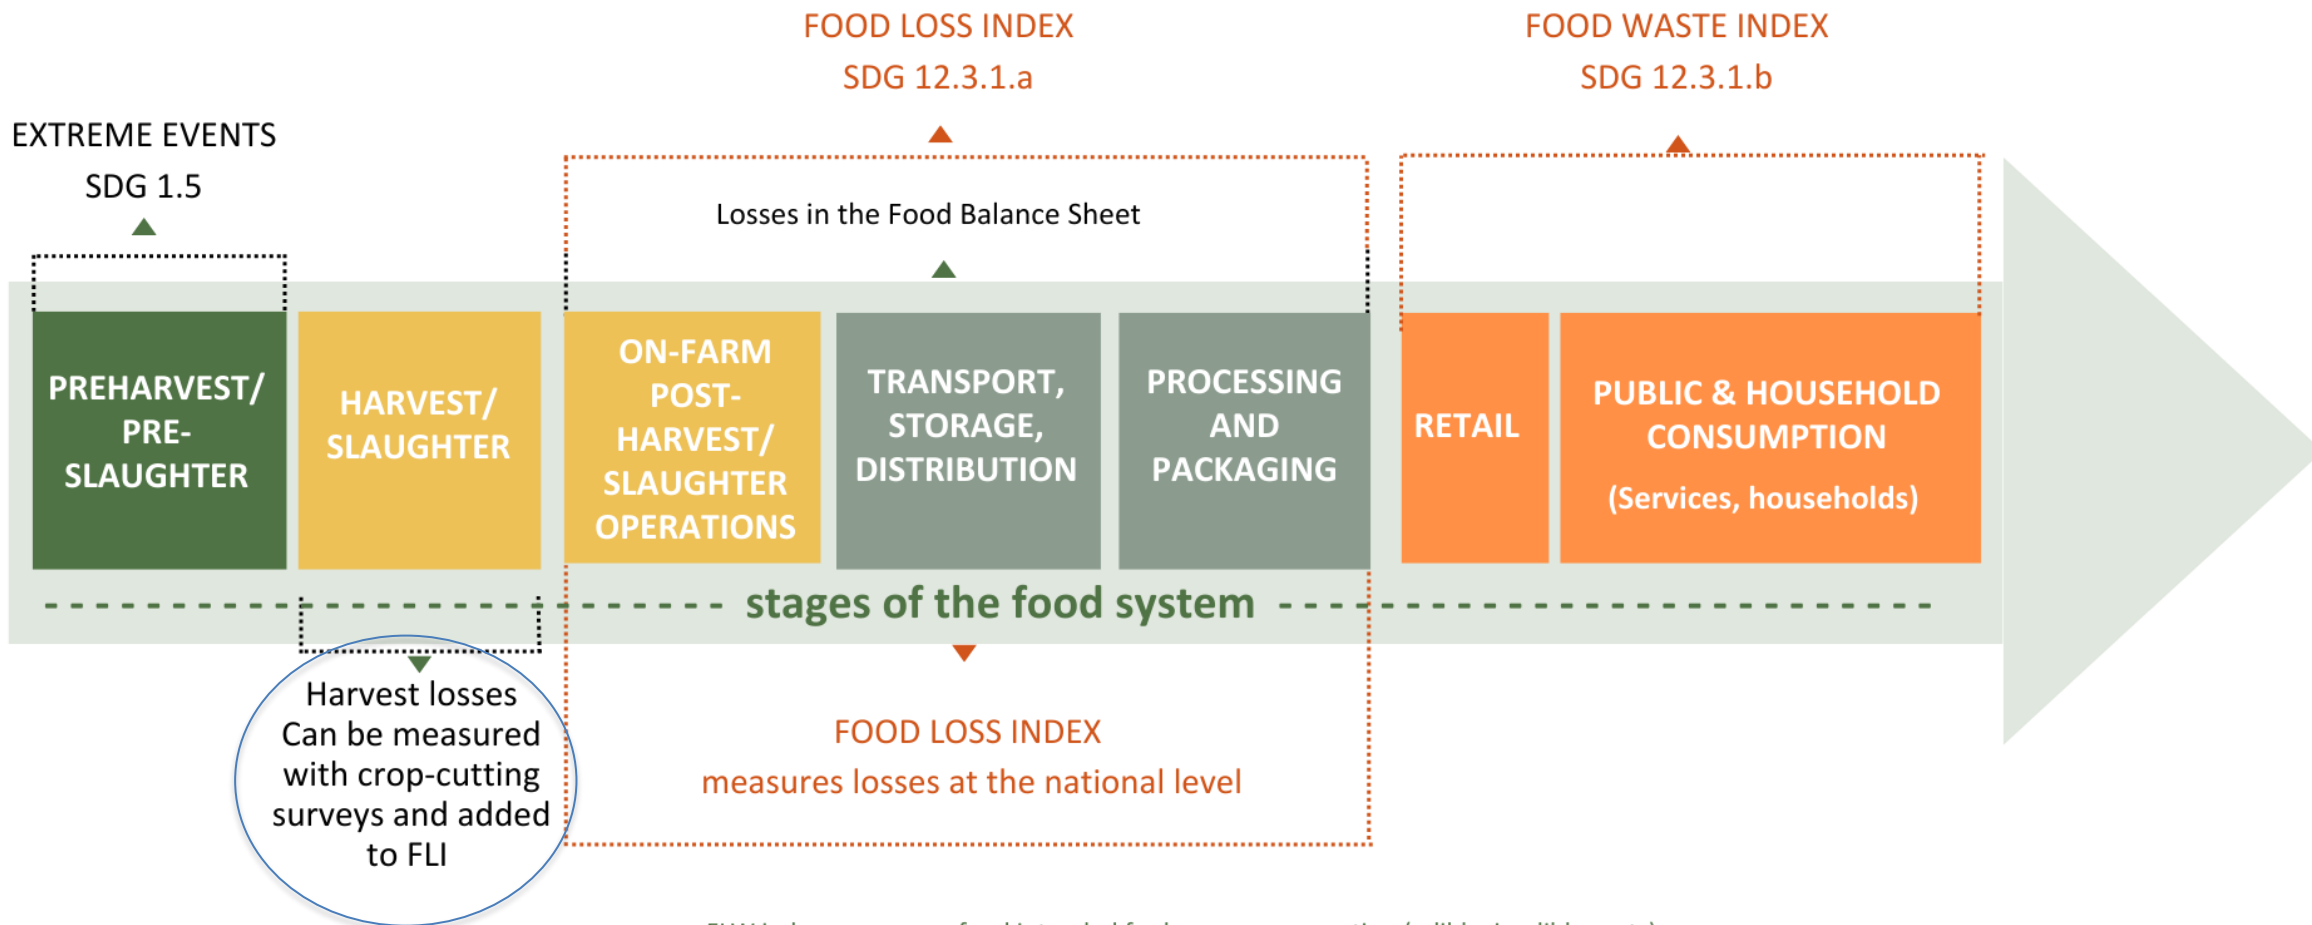 FOOD LOSS INDEX
SDG 12.3.1.a
FOOD WASTE INDEX
SDG 12.3.1.b
EXTREME EVENTS
SDG 1.5
Losses in the Food Balance Sheet
PREHARVEST/
PRE-
SLAUGHTER
HARVEST/
SLAUGHTER
ON-FARM
POST-
HARVEST/
SLAUGHTER
OPERATIONS
TRANSPORT,
STORAGE,
DISTRIBUTION
PROCESSING
AND
PACKAGING
RETAIL
PUBLIC & HOUSEHOLD
CONSUMPTION
(Services, households)
stages of the food system
Harvest losses
Can be measured
with crop-cutting
surveys and added
to FLI
FOOD LOSS INDEX
measures losses at the national level